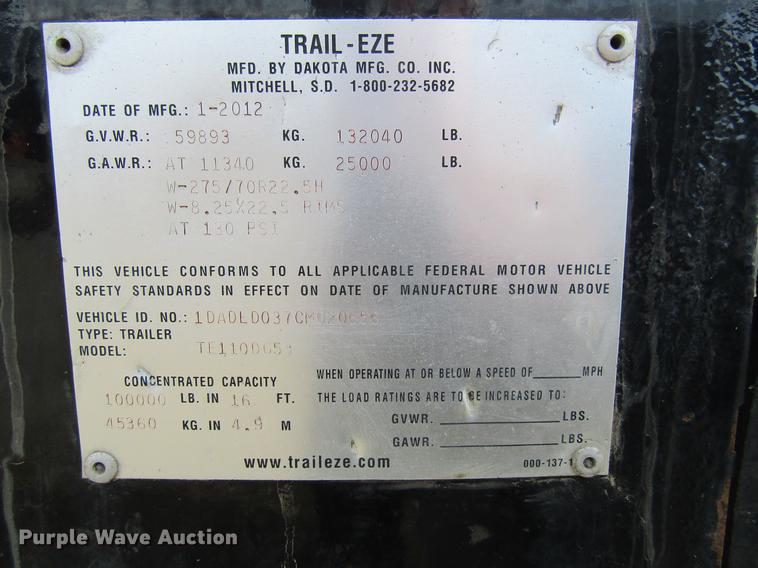 TRAIL-EZE
MFD. BY DAKOTA MFG. CO. INC.
MITCHELL, S.D. 1-800-232-5682
DATE OF MFG.: 1-2012
G.V.W.R.: 59893 KG. 132040 LB.
G.A.W.R.: AT 11340 KG. 25000 LB.
W-275/70R22.5H
W-8.25X22.5 RIMS
AT 130 PSI
THIS VEHICLE CONFORMS TO ALL APPLICABLE FEDERAL MOTOR VEHICLE
SAFETY STANDARDS IN EFFECT ON DATE OF MANUFACTURE SHOWN ABOVE
VEHICLE ID. NO.:
TYPE: TRAILER
MODEL:
CONCENTRATED CAPACITY
100000 LB. IN 16 FT.
45360 KG. IN 4.9 M
WHEN OPERATING AT OR BELOW A SPEED OF______MPH
THE LOAD RATINGS ARE TO BE INCREASED TO:
GVWR. ______LBS.
GAWR. ______LBS.
www.traileze.com
000-137-1
Purple Wave Auction